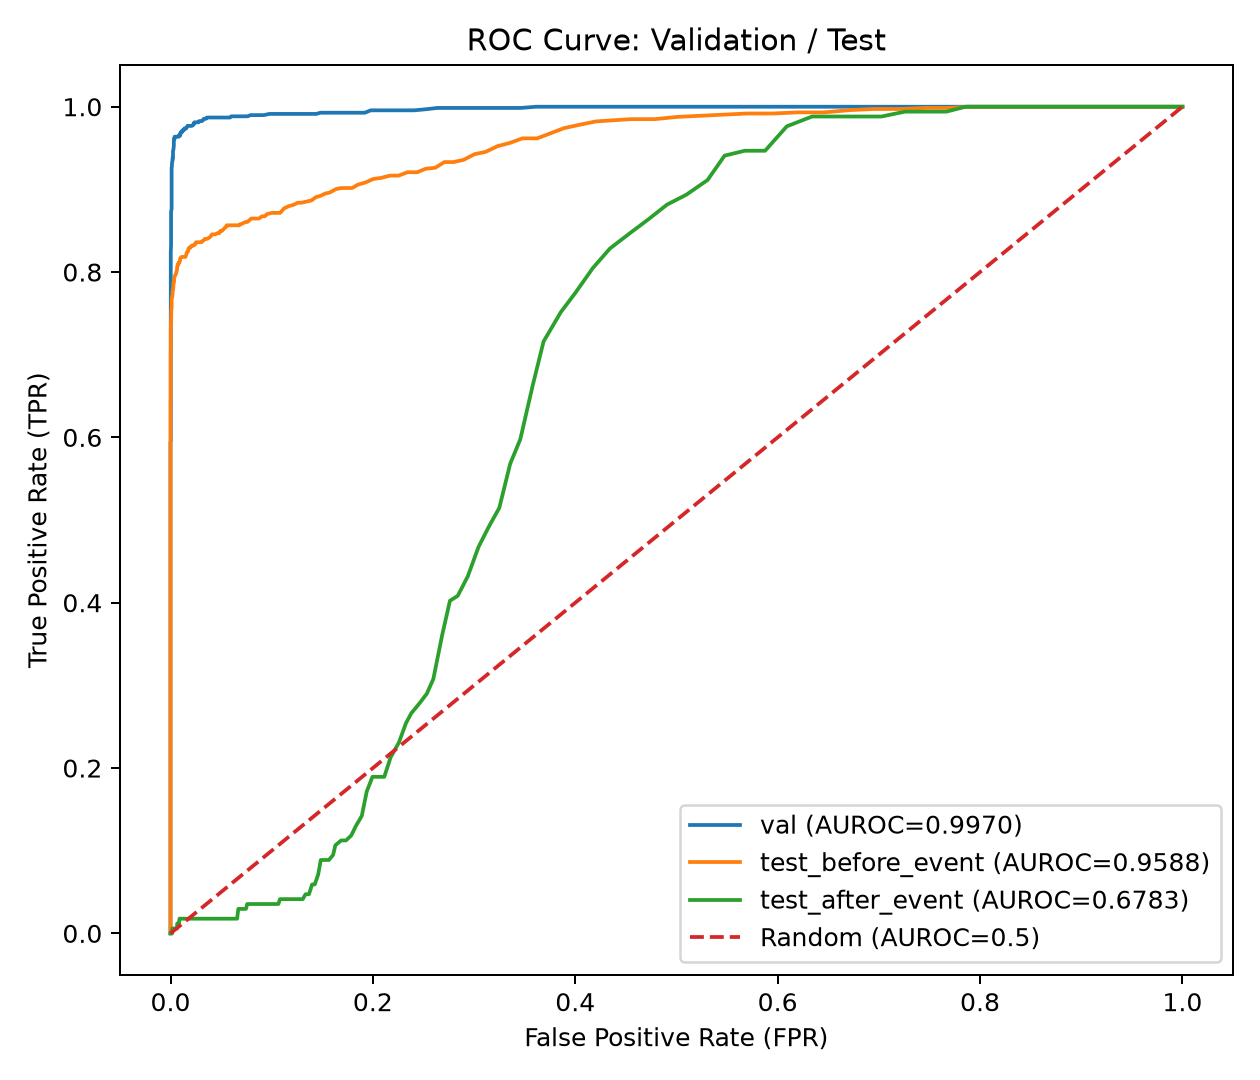 ROC Curve: Validation / Test
True Positive Rate (TPR)
1.0
0.8
0.6
0.4
0.2
0.0
val (AUROC=0.9970)
test_before_event (AUROC=0.9588)
test_after_event (AUROC=0.6783)
Random (AUROC=0.5)
0.0 0.2 0.4 0.6 0.8 1.0
False Positive Rate (FPR)